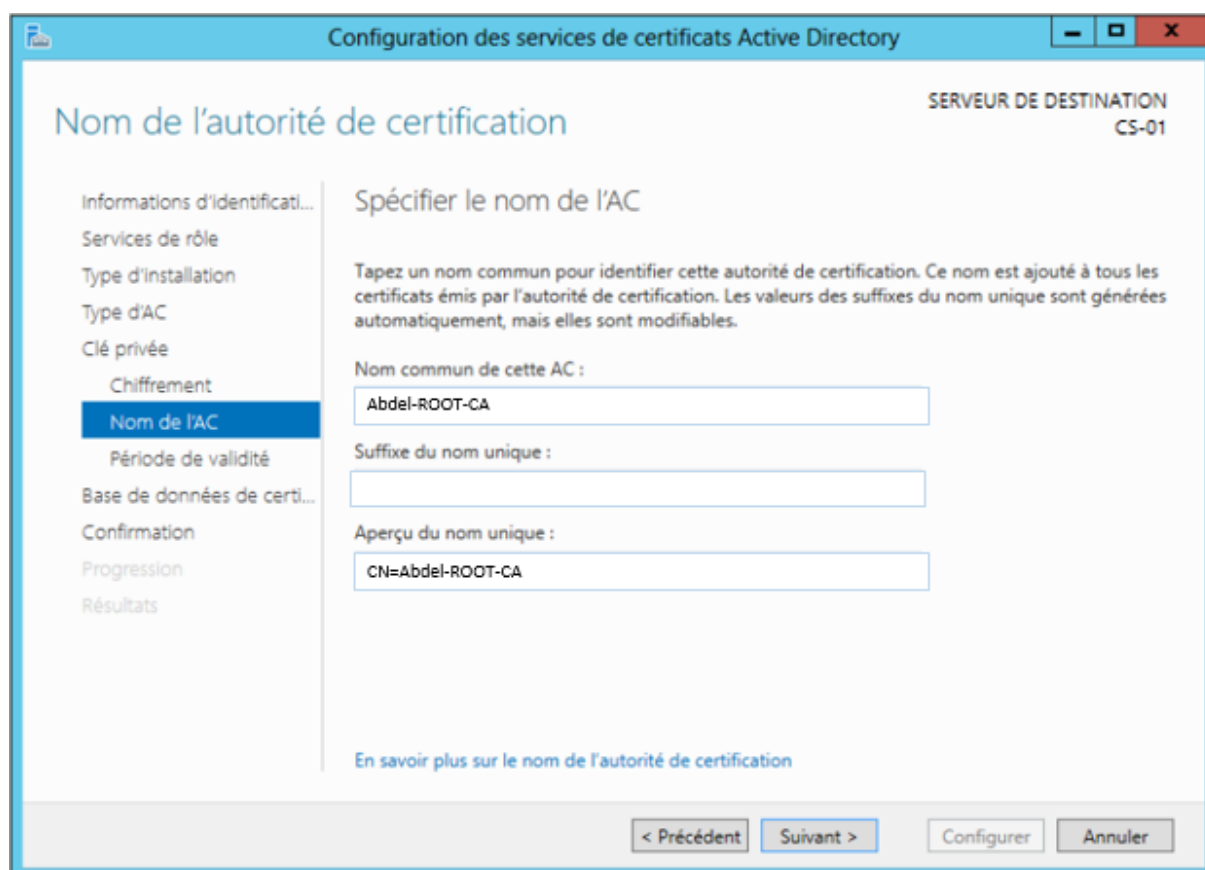 Configuration des services de certificats Active Directory
Nom de l'autorité de certification
SERVEUR DE DESTINATION
CS-01
Informations d'identificati...
Services de rôle
Type d'installation
Type d'AC
Clé privée
Chiffrement
Nom de l'AC
Période de validité
Base de données de certi...
Confirmation
Progression
Résultats
Spécifier le nom de l'AC
Tapez un nom commun pour identifier cette autorité de certification. Ce nom est ajouté à tous les
certificats émis par l'autorité de certification. Les valeurs des suffixes du nom unique sont générées
automatiquement, mais elles sont modifiables.
Nom commun de cette AC :
Abdel-ROOT-CA
Suffixe du nom unique :
Aperçu du nom unique :
CN=Abdel-ROOT-CA
En savoir plus sur le nom de l'autorité de certification
< Précédent
Suivant >
Configurer
Annuler